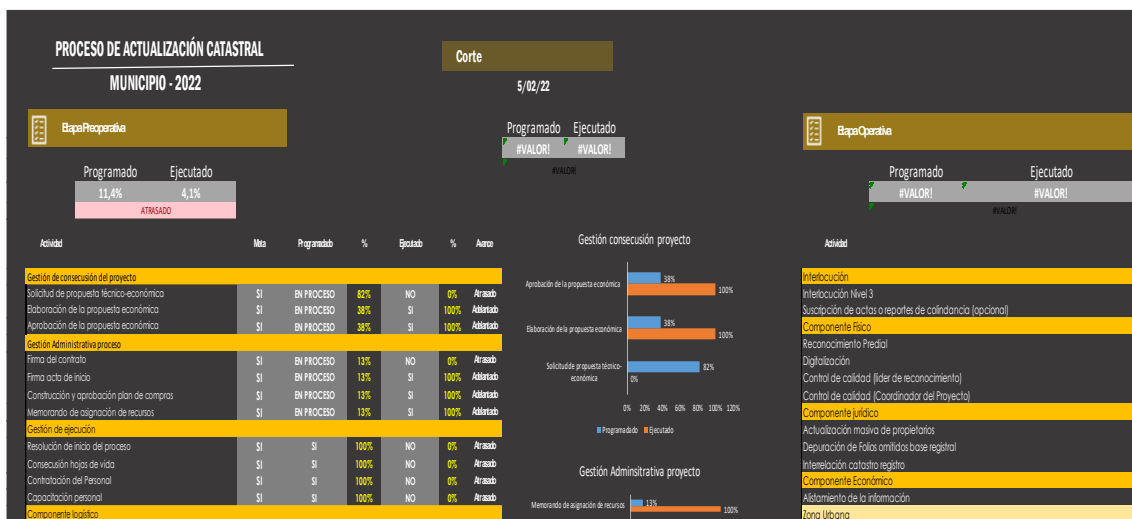 PROCESO DE ACTUALIZACIÓN CATASTRAL
MUNICIPIO - 2022
Corte
5/02/22
Etapa Preoperativa
Programado Ejecutado
11,4% 4,1%
ATRASADO
Programado Ejecutado
#VALOR! #VALOR!
#VALOR!
Etapa Operativa
Programado Ejecutado
#VALOR! #VALOR!
#VALOR!
Actividad Meta Programadado % Ejecutado % Avance
Gestión de consecución del proyecto
Solicitud de propuesta técnico-económica SI EN PROCESO 82% NO 0% Atrasado
Elaboración de la propuesta económica SI EN PROCESO 38% SI 100% Adelantado
Aprobación de la propuesta económica SI EN PROCESO 38% SI 100% Adelantado
Gestión Administrativa proceso
Firma del contrato SI EN PROCESO 13% NO 0% Atrasado
Firma acta de inicio SI EN PROCESO 13% SI 100% Adelantado
Construcción y aprobación plan de compras SI EN PROCESO 13% SI 100% Adelantado
Memorando de asignación de recursos SI EN PROCESO 13% SI 100% Adelantado
Gestión de ejecución
Resolución de inicio del proceso SI SI 100% NO 0% Atrasado
Consecución hojas de vida SI SI 100% NO 0% Atrasado
Contratación del Personal SI SI 100% NO 0% Atrasado
Capacitación personal SI SI 100% NO 0% Atrasado
Componente logístico
Gestión consecución proyecto
Aprobación de la propuesta económica 38% 100%
Elaboración de la propuesta económica 38% 100%
Solicitud de propuesta técnico-
económica 82% 0%
0% 20% 40% 60% 80% 100% 120%
Programadado Ejecutado
Gestión Adminsitrativa proyecto
Memorando de asignación de recursos 13% 100%
Actividad
Interlocución
Interlocución Nivel 3
Suscripción de actas o reportes de colindancia (opcional)
Componente Físico
Reconocimiento Predial
Digitalización
Control de calidad (líder de reconocimiento)
Control de calidad (Coordinador del Proyecto)
Componente jurídico
Actualización masiva de propietarios
Depuración de Folios omitidos base registral
Interrelación catastro registro
Componente Económico
Alistamiento de la información
Zona Urbana